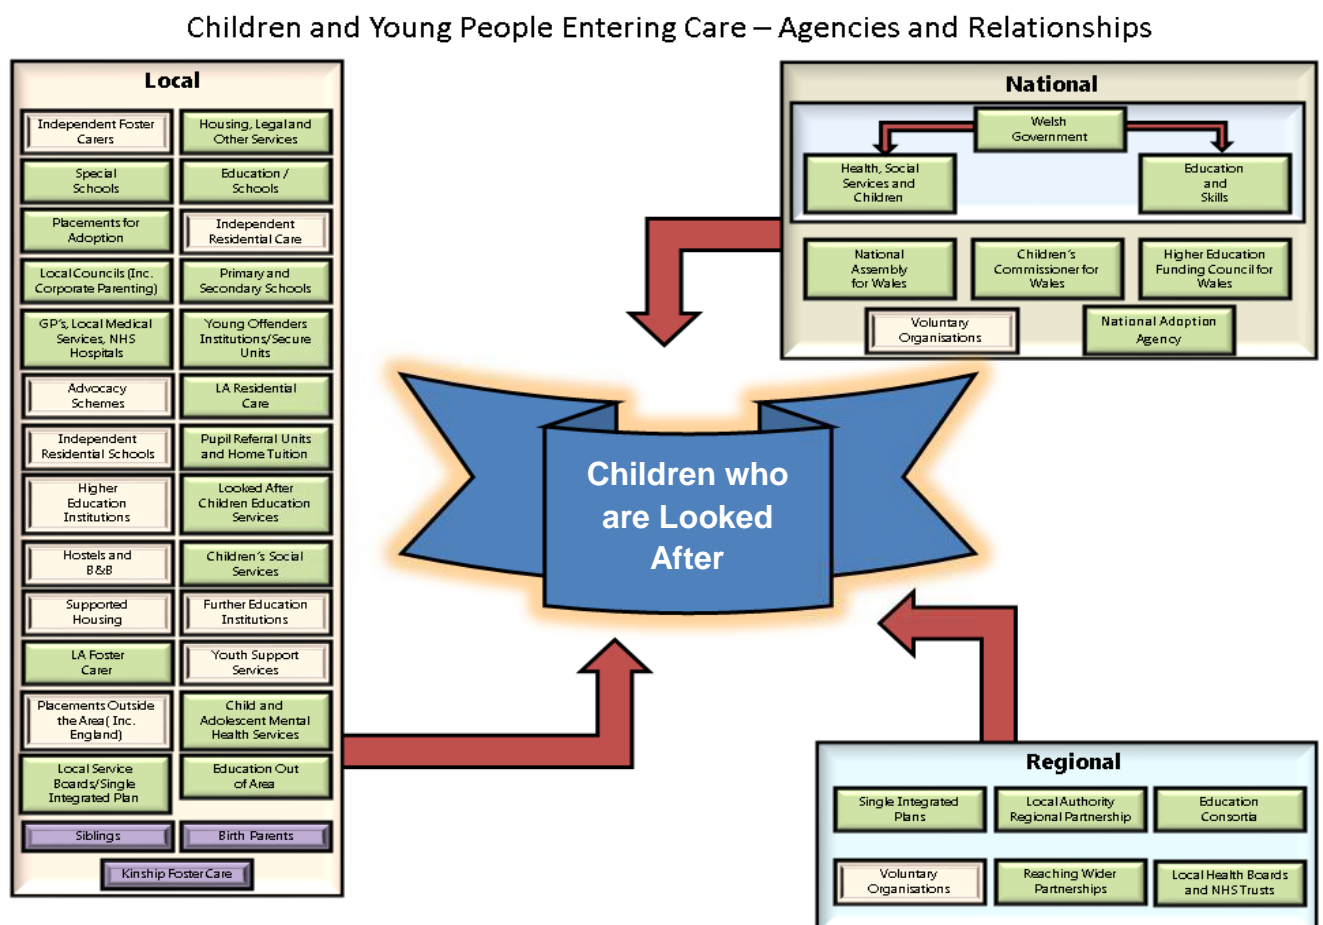 Children and Young People Entering Care – Agencies and Relationships
Local
Independent Foster
Carers
Housing, Legal and
Other Services
Special
Schools
Education /
Schools
Placements for
Adoption
Independent
Residential Care
Local Councils (Inc.
Corporate Parenting)
Primary and
Secondary Schools
GP's, Local Medical
Services, NHS
Hospitals
Young Offenders
Institutions/Secure
Units
Advocacy
Schemes
LA Residential
Care
Independent
Residential Schools
Pupil Referral Units
and Home Tuition
Higher
Education
Institutions
Looked After
Children Education
Services
Hostels and
B&B
Children's Social
Services
Supported
Housing
Further Education
Institutions
LA Foster
Carer
Youth Support
Services
Placements Outside
the Area( Inc.
England)
Child and
Adolescent Mental
Health Services
Local Service
Boards/Single
Integrated Plan
Education Out
of Area
Siblings
Birth Parents
Kinship Foster Care
National
Welsh
Government
Health, Social
Services and
Children
Education
and
Skills
National
Assembly
for Wales
Children's
Commissioner for
Wales
Higher Education
Funding Council for
Wales
Voluntary
Organisations
National Adoption
Agency
Children who
are Looked
After
Regional
Single Integrated
Plans
Local Authority
Regional Partnership
Education
Consortia
Voluntary
Organisations
Reaching Wider
Partnerships
Local Health Boards
and NHS Trusts